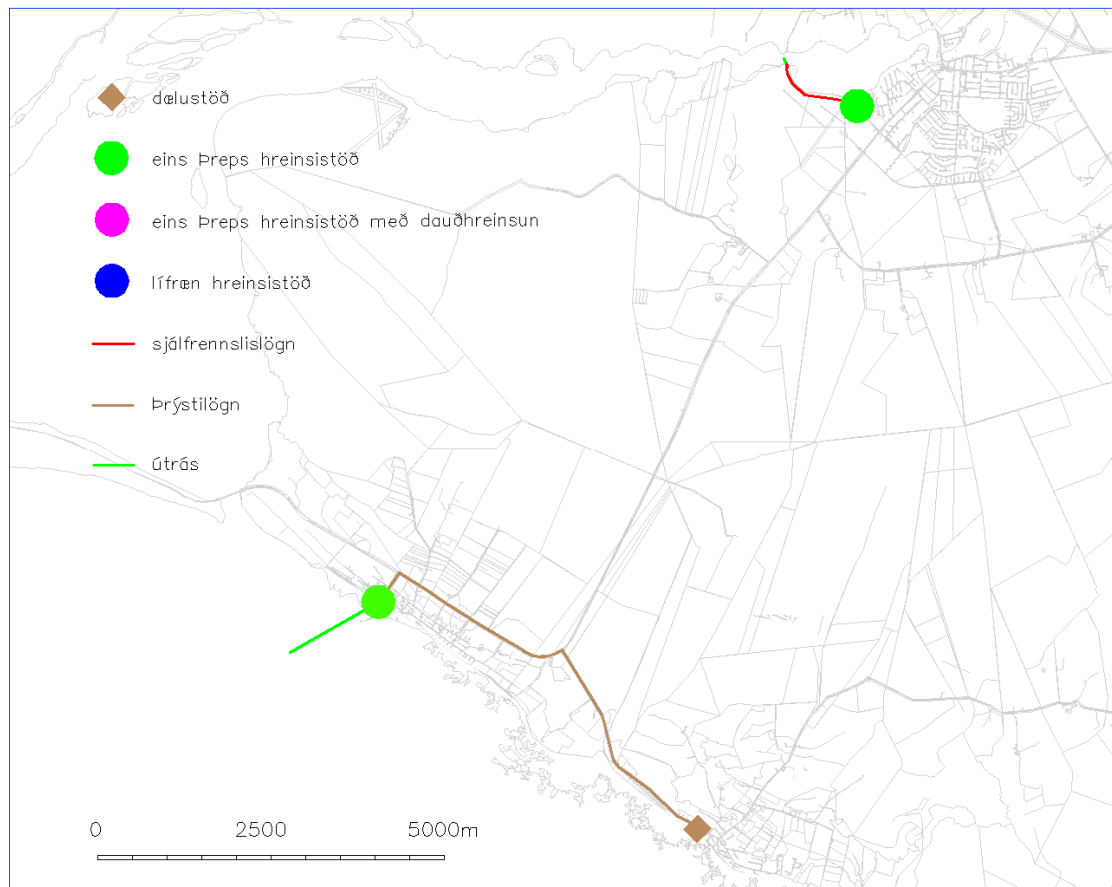 dælustöð
eins Þreps hreinsistöð
eins Þreps hreinsistöð með dauðhreinsun
lífræn hreinsistöð
sjálfrennslislögn
Þrýstilögn
útrás
0 2500 5000m